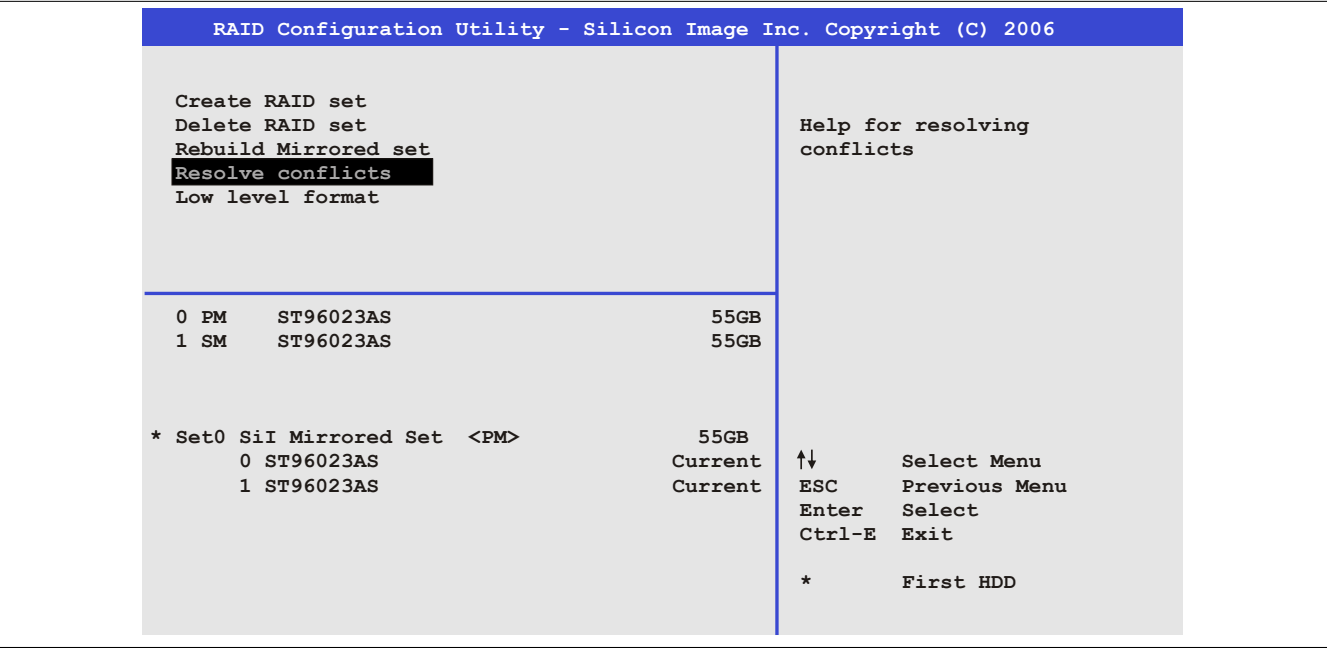 RAID Configuration Utility - Silicon Image Inc. Copyright (C) 2006
Create RAID set
Delete RAID set
Rebuild Mirrored set
Resolve conflicts
Low level format
Help for resolving
conflicts
0 PM ST96023AS 55GB
1 SM ST96023AS 55GB
* Set0 SiI Mirrored Set <PM> 55GB
0 ST96023AS Current
1 ST96023AS Current
↑↓ Select Menu
ESC Previous Menu
Enter Select
Ctrl-E Exit
* First HDD